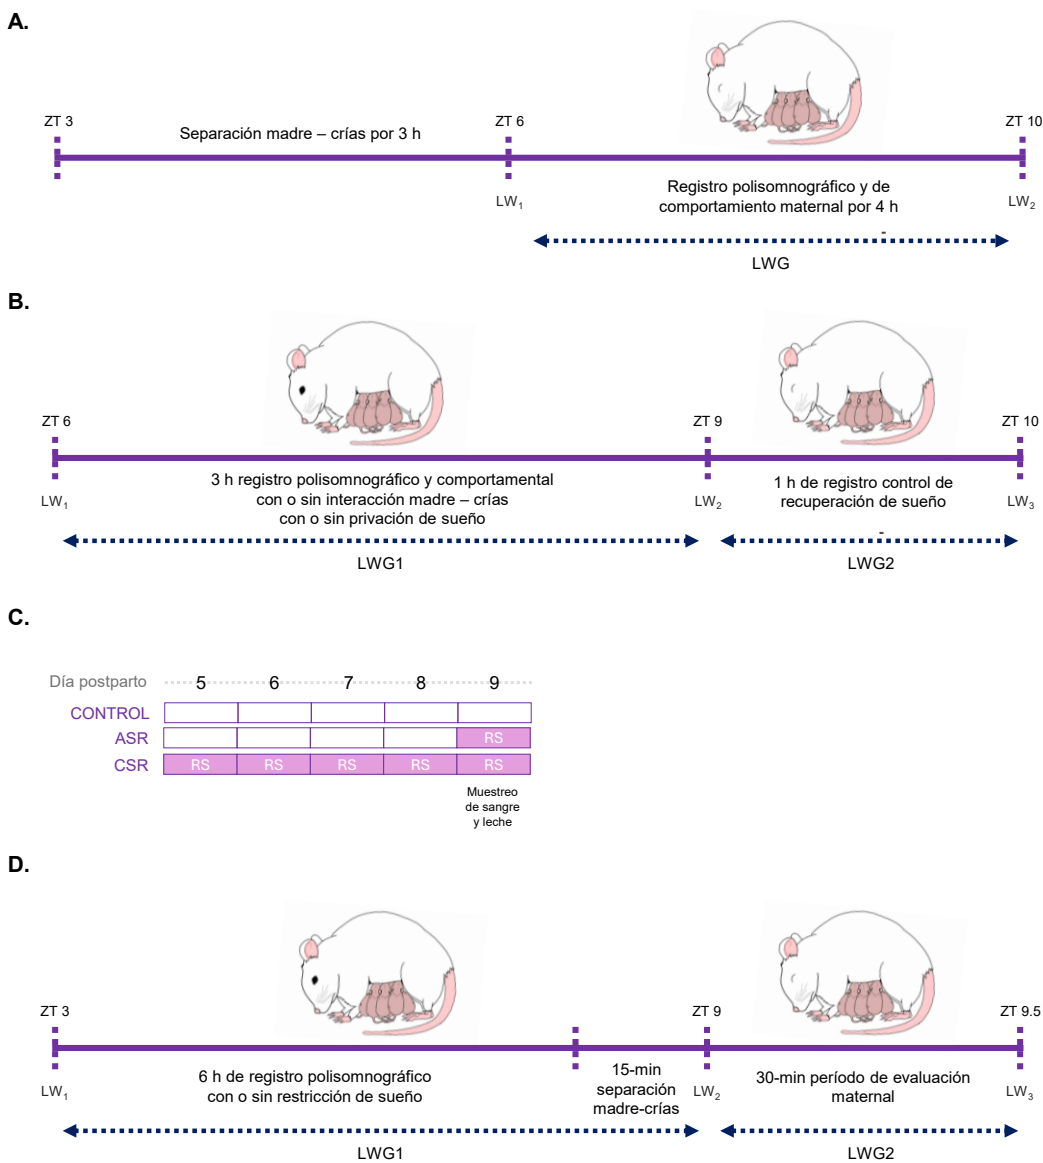 A.
ZT 3
Separación madre – crías por 3 h
ZT 6
ZT 10
LW1
Registro polisomnográfico y de
comportamiento maternal por 4 h
LW2
LWG
B.
ZT 6
ZT 9
ZT 10
LW1
3 h registro polisomnográfico y comportamental
con o sin interacción madre – crías
con o sin privación de sueño
LW2
1 h de registro control de
recuperación de sueño
LW3
LWG1
LWG2
C.
Día postparto 5 6 7 8 9
CONTROL
ASR RS
CSR RS RS RS RS RS
Muestreo
de sangre
y leche
D.
ZT 3
ZT 9
ZT 9.5
LW1
6 h de registro polisomnográfico
con o sin restricción de sueño
15-min
separación
madre-crías
LW2
30-min período de evaluación
maternal
LW3
LWG1
LWG2